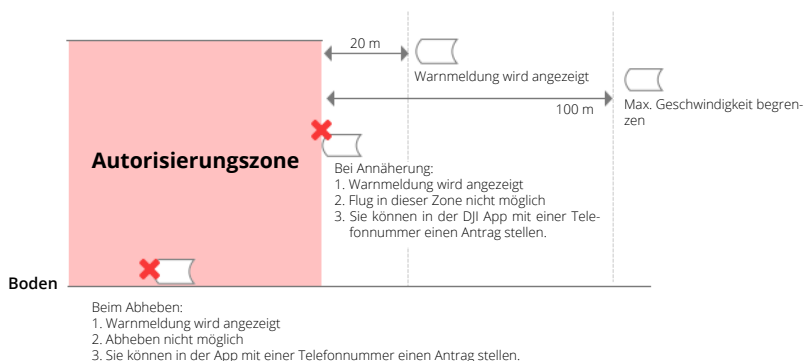 20 m
Warnmeldung wird angezeigt
100 m
Max. Geschwindigkeit begren-
zen
Autorisierungszone
Bei Annäherung:
1. Warnmeldung wird angezeigt
2. Flug in dieser Zone nicht möglich
3. Sie können in der DJI App mit einer Tele-
fonnummer einen Antrag stellen.
Boden
Beim Abheben:
1. Warnmeldung wird angezeigt
2. Abheben nicht möglich
3. Sie können in der App mit einer Telefonnummer einen Antrag stellen.